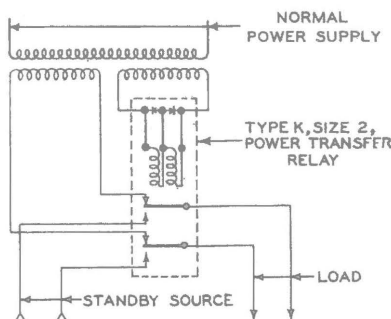 NORMAL
POWER SUPPLY
TYPE K, SIZE 2,
POWER TRANSFER
RELAY
LOAD
STANDBY SOURCE